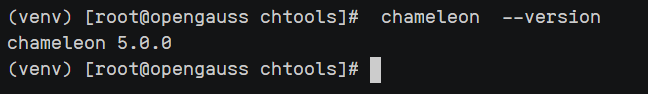 (venv) [root@opengauss chtools]#  chameleon  --version
chameleon 5.0.0
(venv) [root@opengauss chtools]#